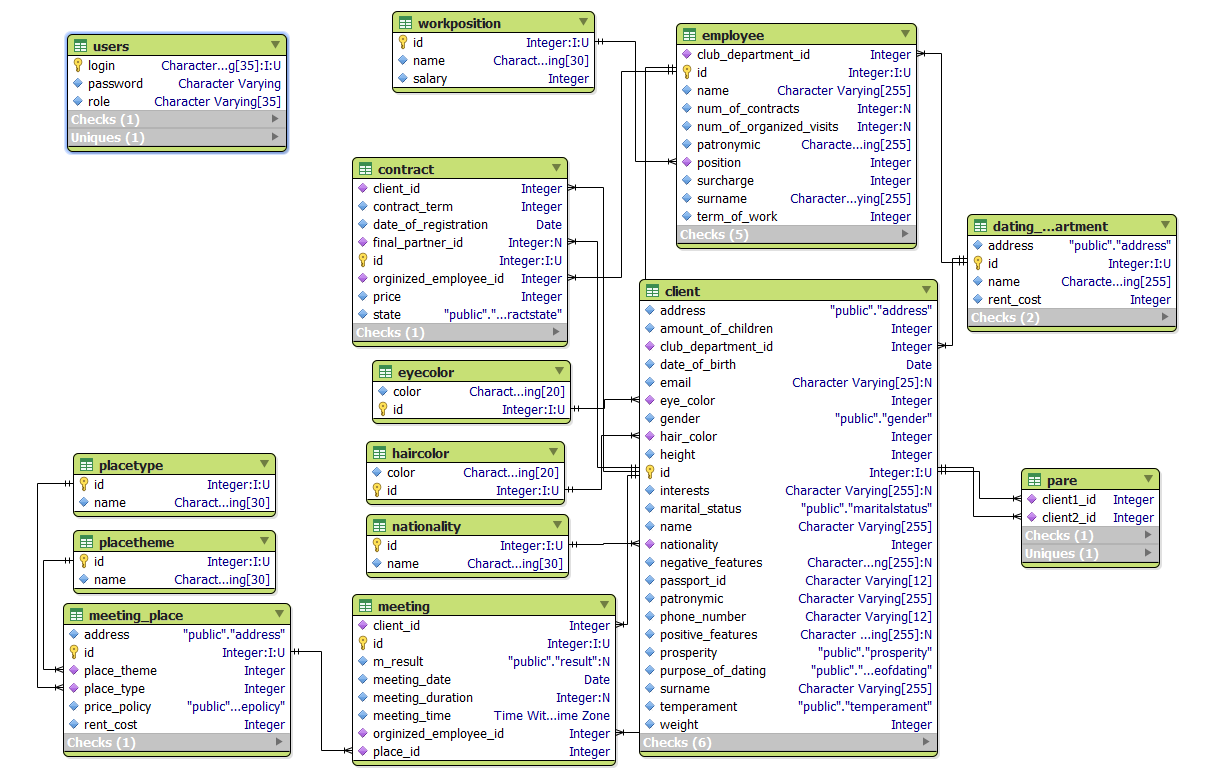 users
login Character...g[35]:I:U
password Character Varying
role Character Varying[35]
Checks (1)
Uniques (1)
workposition
id Integer:I:U
name Charact...ing[30]
salary Integer
employee
club_department_id Integer
id Integer:I:U
name Character Varying[255]
num_of_contracts Integer:N
num_of_organized_visits Integer:N
patronymic Characte...ing[255]
position Integer
surcharge Integer
surname Character...ying[255]
term_of_work Integer
Checks (5)
contract
client_id Integer
contract_term Integer
date_of_registration Date
final_partner_id Integer:N
id Integer:I:U
orginized_employee_id Integer
price Integer
state "public"."...ractstate"
Checks (1)
dating_...artment
address "public"."address"
id Integer:I:U
name Characte...ing[255]
rent_cost Integer
Checks (2)
client
address "public"."address"
amount_of_children Integer
club_department_id Integer
date_of_birth Date
email Character Varying[25]:N
eye_color Integer
gender "public"."gender"
hair_color Integer
height Integer
id Integer:I:U
interests Character Varying[255]:N
marital_status "public"."maritalstatus"
name Character Varying[255]
nationality Integer
negative_features Character...ng[255]:N
passport_id Character Varying[12]
patronymic Character Varying[255]
phone_number Character Varying[12]
positive_features Character ...ing[255]:N
prosperity "public"."prosperity"
purpose_of_dating "public"."...eofdating"
surname Character Varying[255]
temperament "public"."temperament"
weight Integer
Checks (6)
eyecolor
color Charact...ing[20]
id Integer:I:U
haircolor
color Charact...ing[20]
id Integer:I:U
nationality
id Integer:I:U
name Charact...ing[30]
placetype
id Integer:I:U
name Charact...ing[30]
placetheme
id Integer:I:U
name Charact...ing[30]
meeting_place
address "public"."address"
id Integer:I:U
place_theme Integer
place_type Integer
price_policy "public"...epolicy"
rent_cost Integer
Checks (1)
meeting
client_id Integer
id Integer:I:U
m_result "public"."result":N
meeting_date Date
meeting_duration Integer:N
meeting_time Time Wit...ime Zone
orginized_employee_id Integer
place_id Integer
pare
client1_id Integer
client2_id Integer
Checks (1)
Uniques (1)